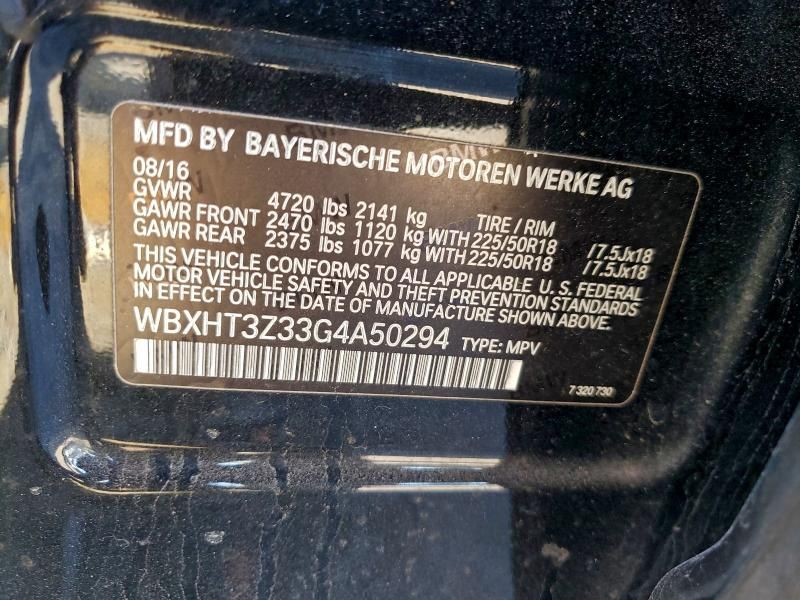 MFD BY BAYERISCHE MOTOREN WERKE AG
08/16
GVWR 4720 lbs 2141 kg TIRE / RIM
GAWR FRONT 2470 lbs 1120 kg WITH 225/50R18 /7.5Jx18
GAWR REAR 2375 lbs 1077 kg WITH 225/50R18 /7.5Jx18
THIS VEHICLE CONFORMS TO ALL APPLICABLE U.S. FEDERAL
MOTOR VEHICLE SAFETY AND THEFT PREVENTION STANDARDS
IN EFFECT ON THE DATE OF MANUFACTURE SHOWN ABOVE.
WBXHT3Z33G4A50294 TYPE: MPV
7 320 730